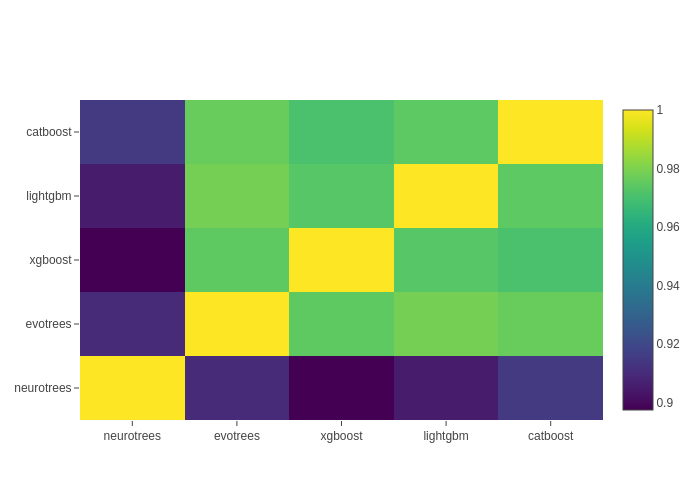 catboost
lightgbm
xgboost
evotrees
neurotrees
neurotrees evotrees xgboost lightgbm catboost
1
0.98
0.96
0.94
0.92
0.9